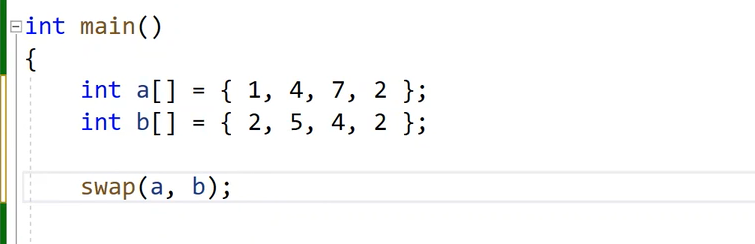 int main()
{
int a[] = { 1, 4, 7, 2 };
int b[] = { 2, 5, 4, 2 };
swap(a, b);